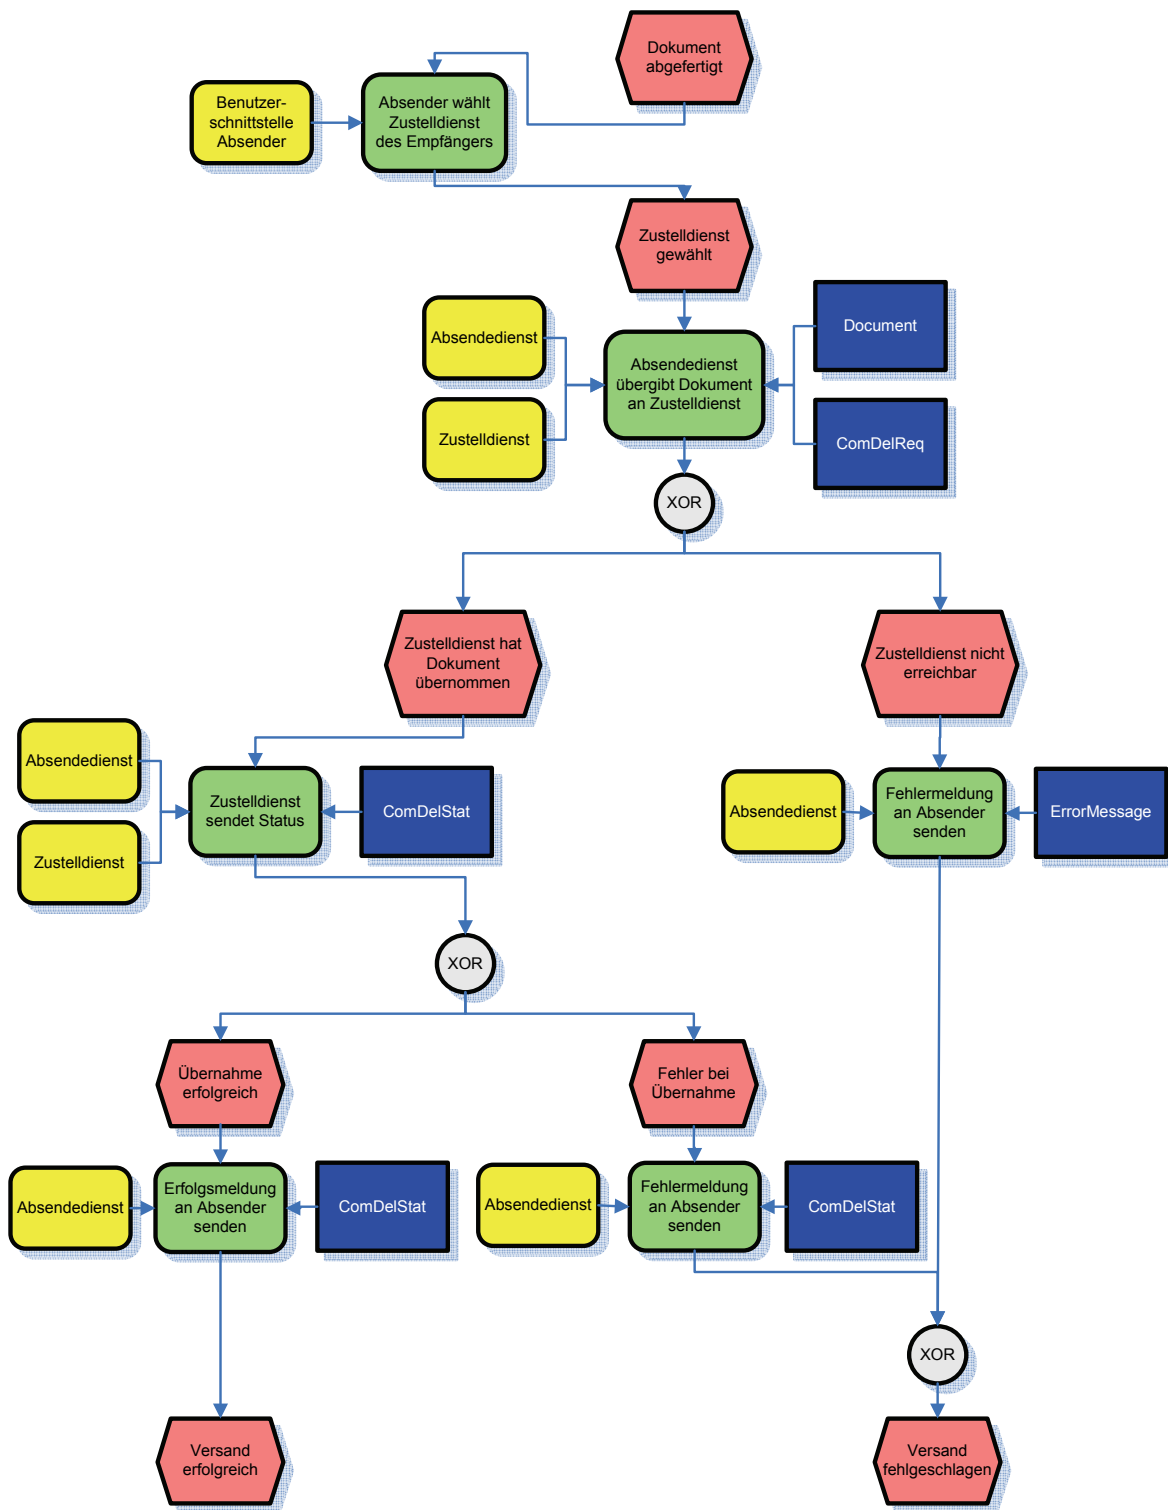 Dokument
abgefertigt
Benutzer-
schnittstelle
Absender
Absender wählt
Zustelldienst
des Empfängers
Zustelldienst
gewählt
Absendedienst
Zustelldienst
Absendedienst
übergibt Dokument
an Zustelldienst
Document
ComDelReq
XOR
Zustelldienst hat
Dokument
übernommen
Zustelldienst nicht
erreichbar
Absendedienst
Zustelldienst
Zustelldienst
sendet Status
ComDelStat
Absendedienst
Fehlermeldung
an Absender
senden
ErrorMessage
XOR
Übernahme
erfolgreich
Fehler bei
Übernahme
Absendedienst
Erfolgsmeldung
an Absender
senden
ComDelStat
Absendedienst
Fehlermeldung
an Absender
senden
ComDelStat
XOR
Versand
erfolgreich
Versand
fehlgeschlagen